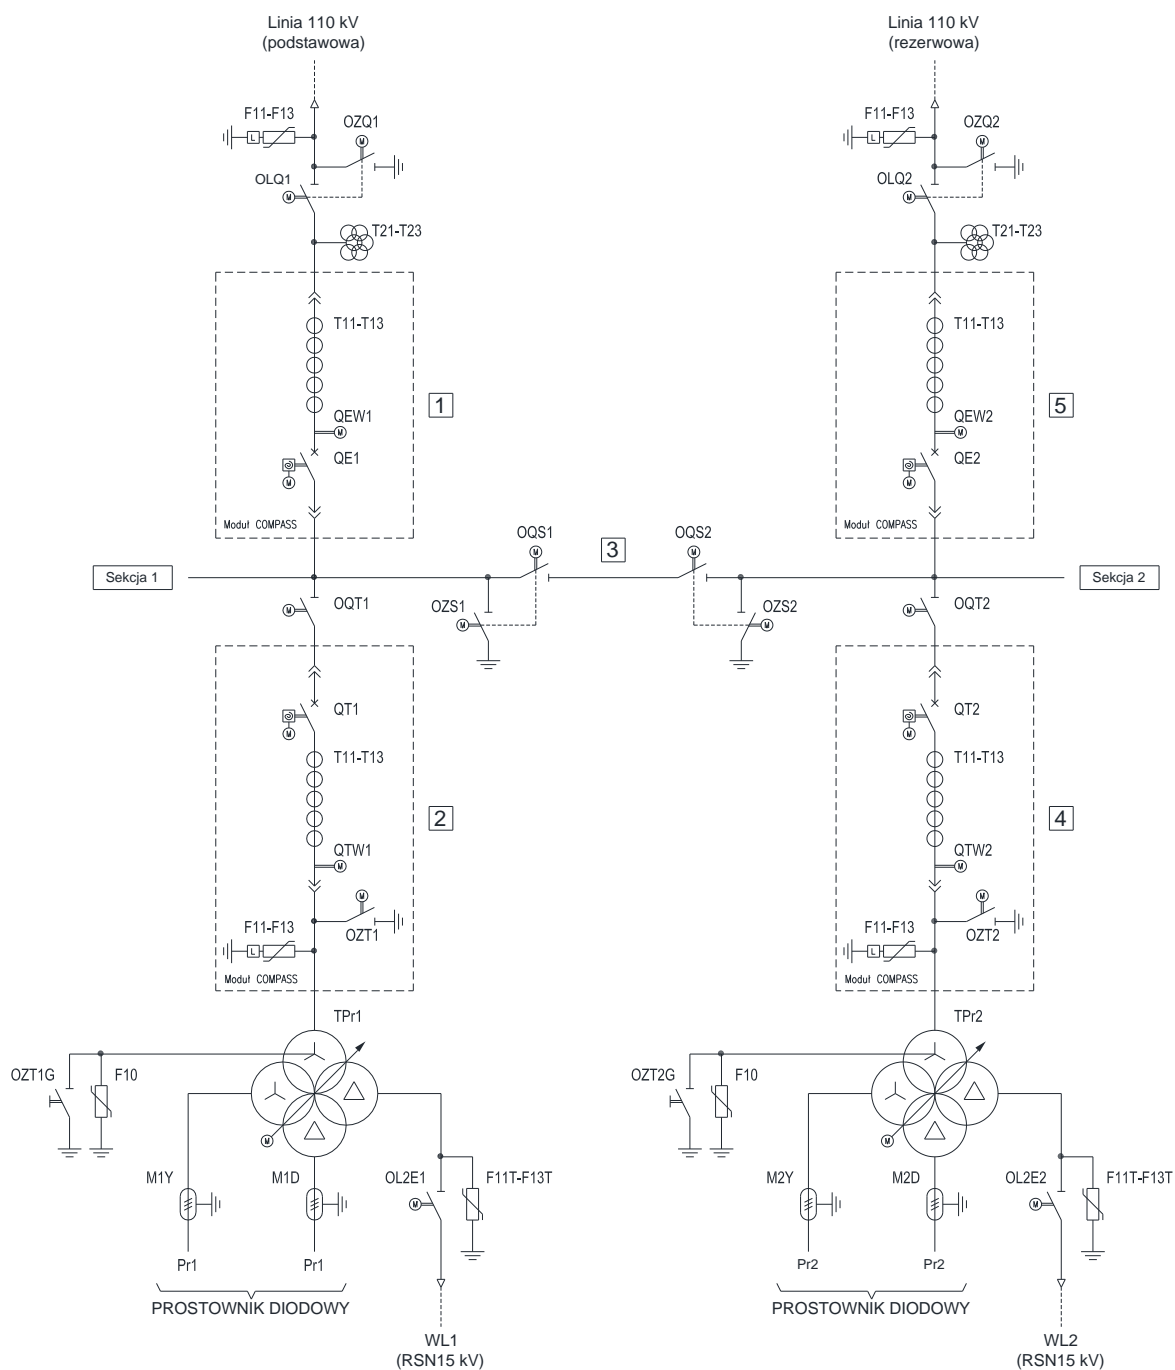 Linia 110 kV
(podstawowa)
Linia 110 kV
(rezerwowa)
F11-F13
L
OZQ1
M
OLQ1
M
T21-T23
F11-F13
L
OZQ2
M
OLQ2
M
T21-T23
T11-T13
QEW1
M
QE1
M
Moduł COMPASS
1
T11-T13
QEW2
M
QE2
M
Moduł COMPASS
5
Sekcja 1
OQS1
M
3
OQS2
M
Sekcja 2
OQT1
M
OZS1
M
OZS2
M
OQT2
M
QT1
M
T11-T13
QTW1
M
M
OZT1
F11-F13
L
Moduł COMPASS
2
QT2
M
T11-T13
QTW2
M
M
OZT2
F11-F13
L
Moduł COMPASS
4
TPr1
OZT1G
F10
M
M1Y
M1D
OL2E1
M
F11T-F13T
Pr1
Pr1
PROSTOWNIK DIODOWY
WL1
(RSN15 kV)
TPr2
OZT2G
F10
M
M2Y
M2D
OL2E2
M
F11T-F13T
Pr2
Pr2
PROSTOWNIK DIODOWY
WL2
(RSN15 kV)